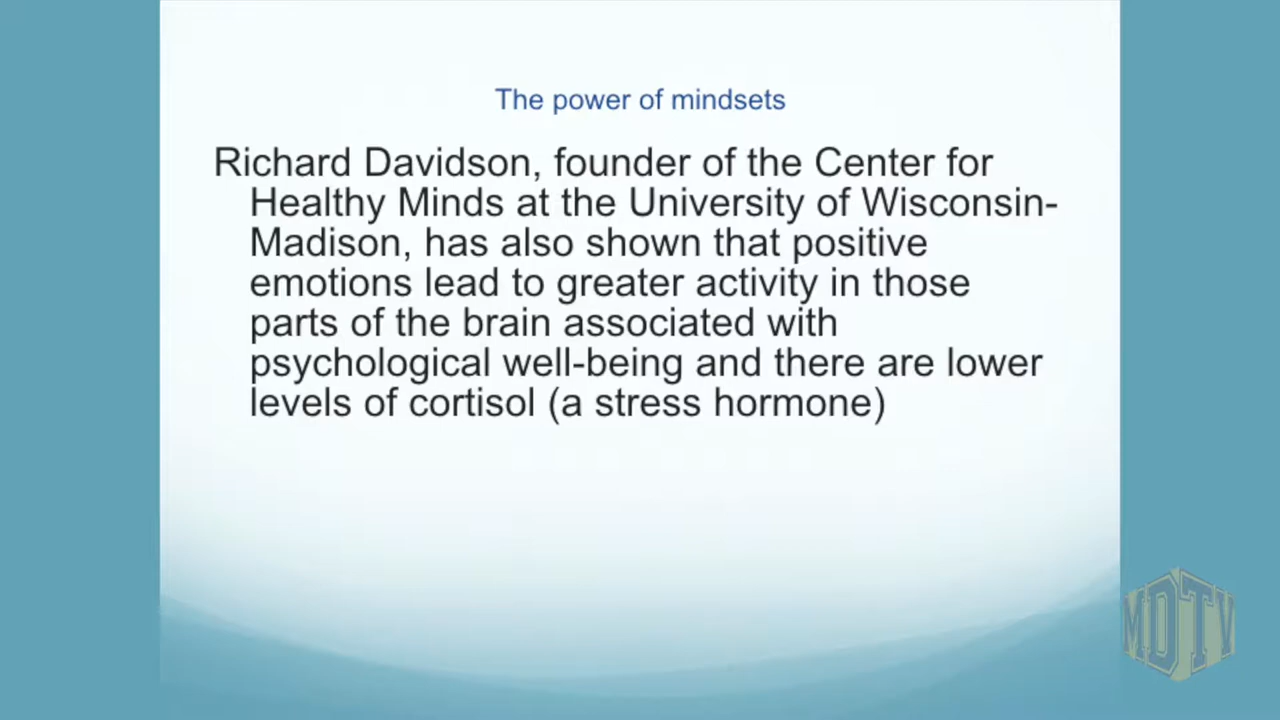 The power of mindsets
Richard Davidson, founder of the Center for
Healthy Minds at the University of Wisconsin-
Madison, has also shown that positive
emotions lead to greater activity in those
parts of the brain associated with
psychological well-being and there are lower
levels of cortisol (a stress hormone)
MDTV